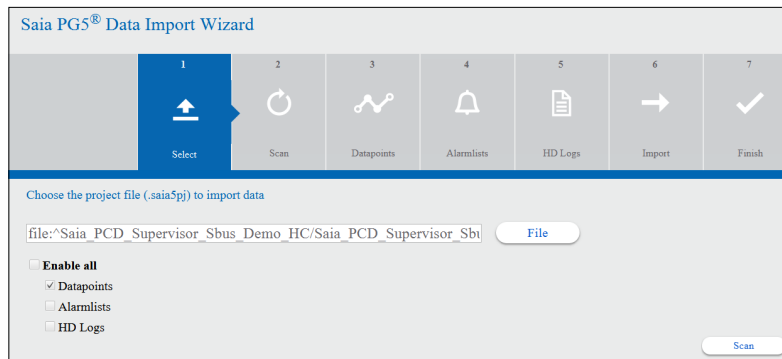 Saia PG5® Data Import Wizard
1 2 3 4 5 6 7
Select Scan Datapoints Alarmlists HD Logs Import Finish
Choose the project file (.saia5pj) to import data
file:^Saia_PCD_Supervisor_Sbus_Demo_HC/Saia_PCD_Supervisor_Sbu File
Enable all
Datapoints
Alarmlists
HD Logs
Scan